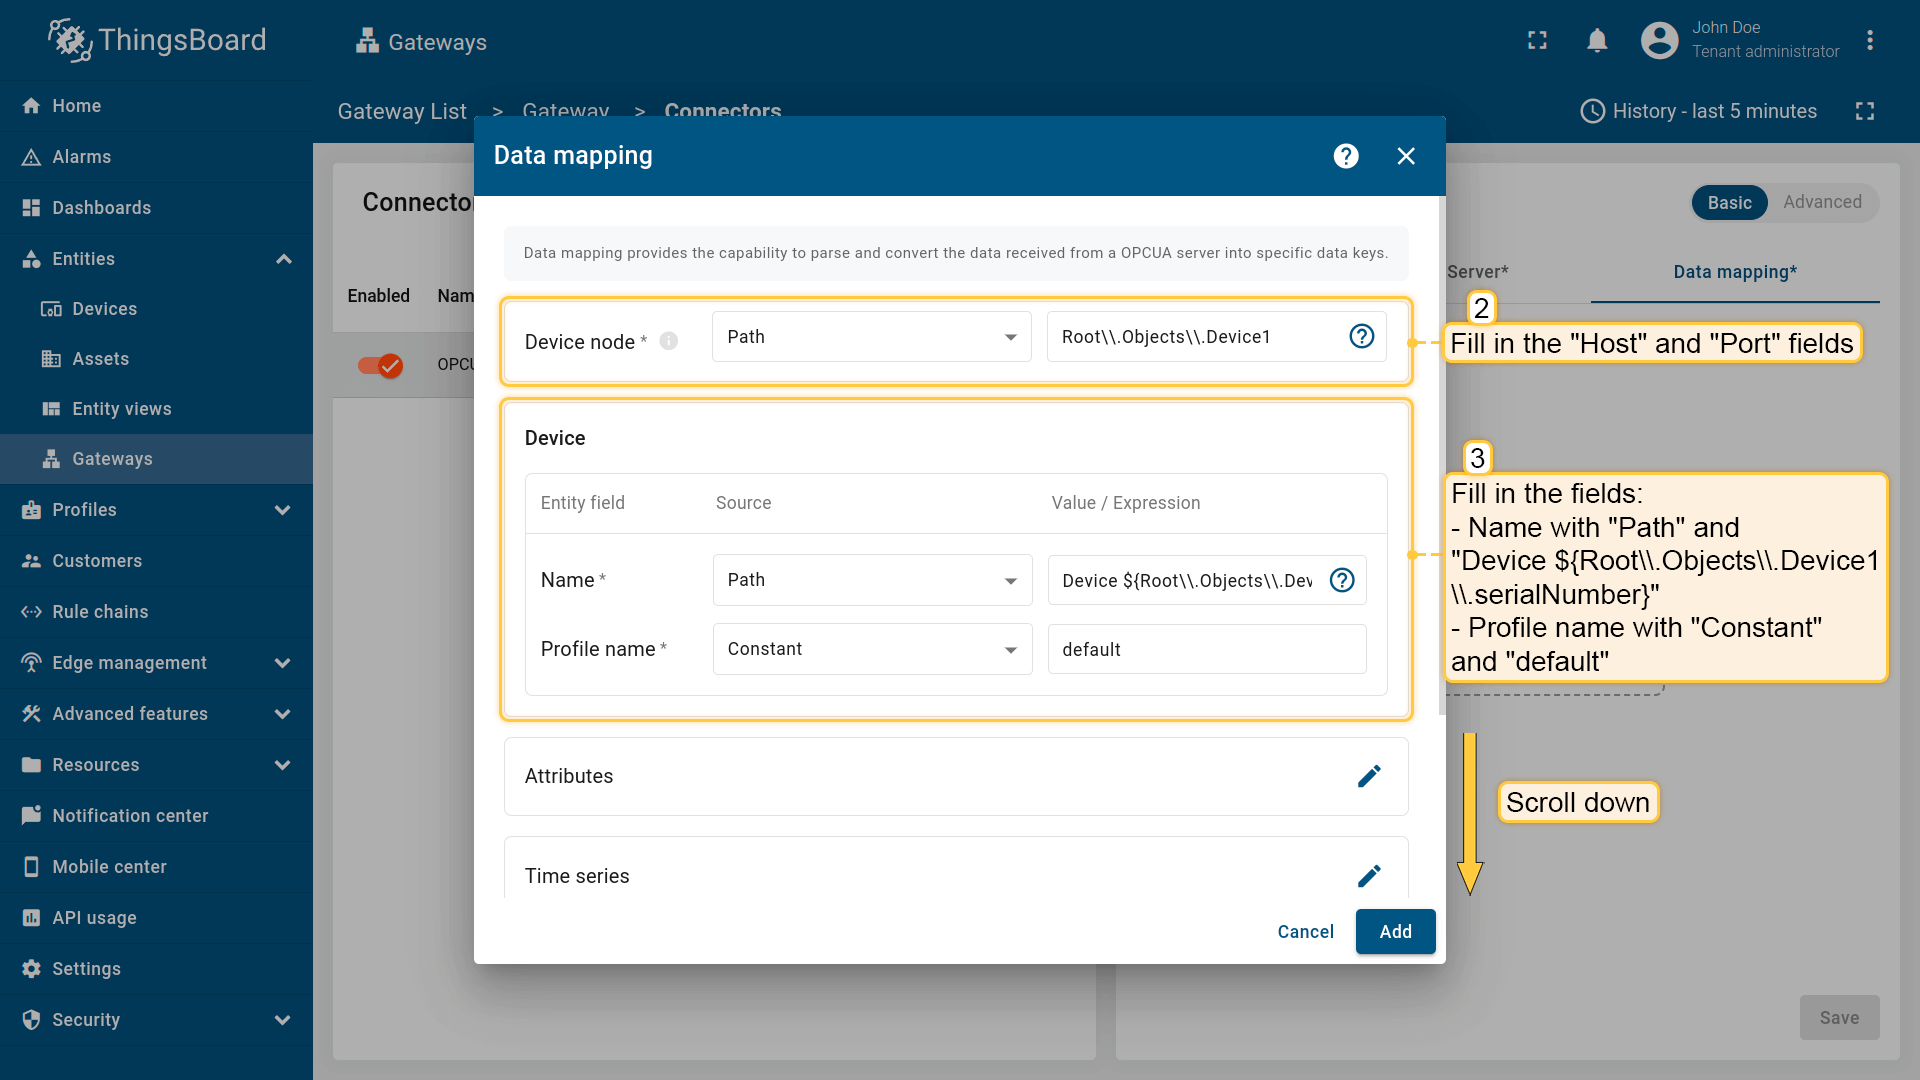 ThingsBoard
Gateways
John Doe
Tenant administrator
Home
Alarms
Dashboards
Entities
Devices
Assets
Entity views
Gateways
Profiles
Customers
Rule chains
Edge management
Advanced features
Resources
Notification center
Mobile center
API usage
Settings
Security
Gateway List > Gateway > Connectors
History - last 5 minutes
Connecto
Enabled Nam
OPCU
Basic Advanced
Server* Data mapping*
Save
Data mapping
Data mapping provides the capability to parse and convert the data received from a OPCUA server into specific data keys.
Device node * Path Root\\.Objects\\.Device1
Device
Entity field Source Value / Expression
Name * Path Device ${Root\\.Objects\\.Dev
Profile name * Constant default
Attributes
Time series
Cancel Add
2
Fill in the "Host" and "Port" fields
3
Fill in the fields:
- Name with "Path" and
"Device ${Root\\.Objects\\.Device1
\\.serialNumber}"
- Profile name with "Constant"
and "default"
Scroll down